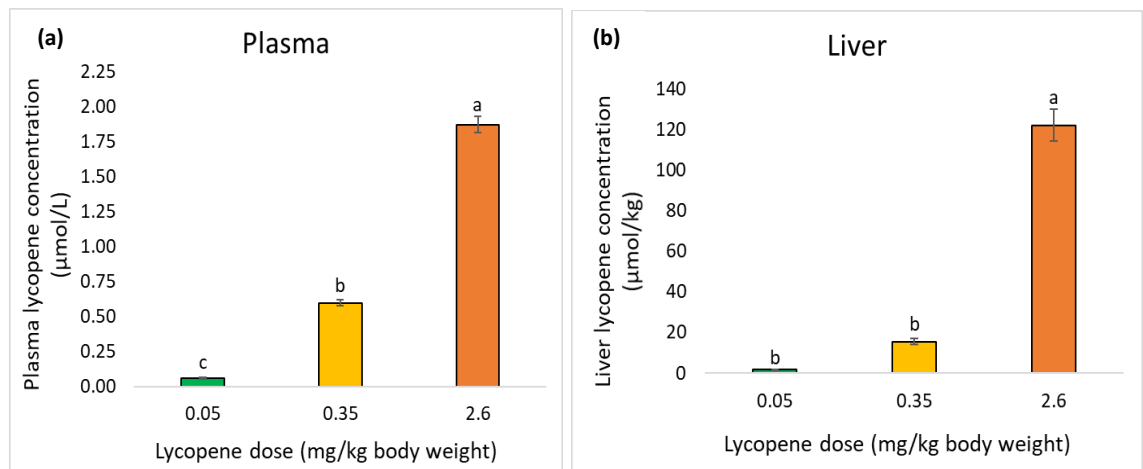 (a)
Plasma
Plasma lycopene concentration
(µmol/L)
2.25
2.00
1.75
1.50
1.25
1.00
0.75
0.50
0.25
0.00
c
b
a
0.05
0.35
2.6
Lycopene dose (mg/kg body weight)
(b)
Liver
Liver lycopene concentration
(µmol/kg)
140
120
100
80
60
40
20
0
b
b
a
0.05
0.35
2.6
Lycopene dose (mg/kg body weight)